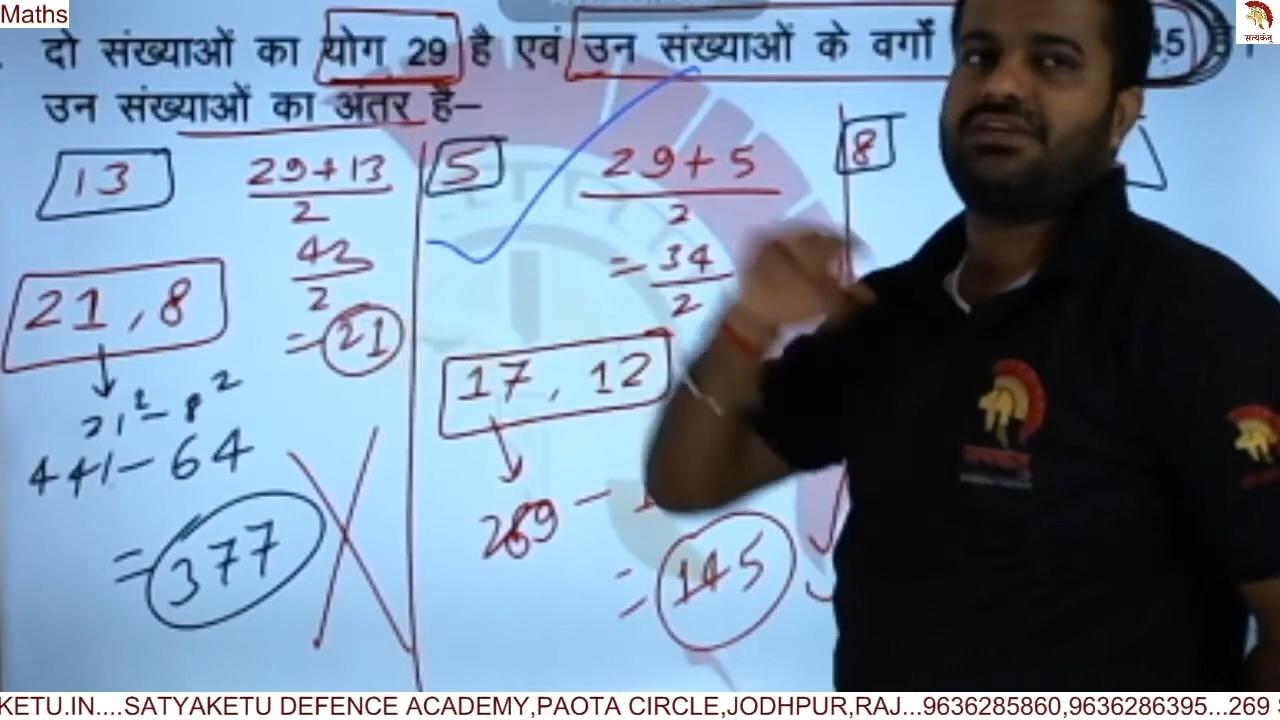 Maths
दो संख्याओं का योग 29 है एवं उन संख्याओं के वर्गों
उन संख्याओं का अंतर है–
13
29+13
2
42
2
= 21
21, 8
21² – 8²
441 – 64
= 377
5
29+5
2
= 34
2
17, 12
289 –
= 145
8
सत्यकेतु
KETU.IN....SATYAKETU DEFENCE ACADEMY,PAOTA CIRCLE,JODHPUR,RAJ...9636285860,9636286395...269